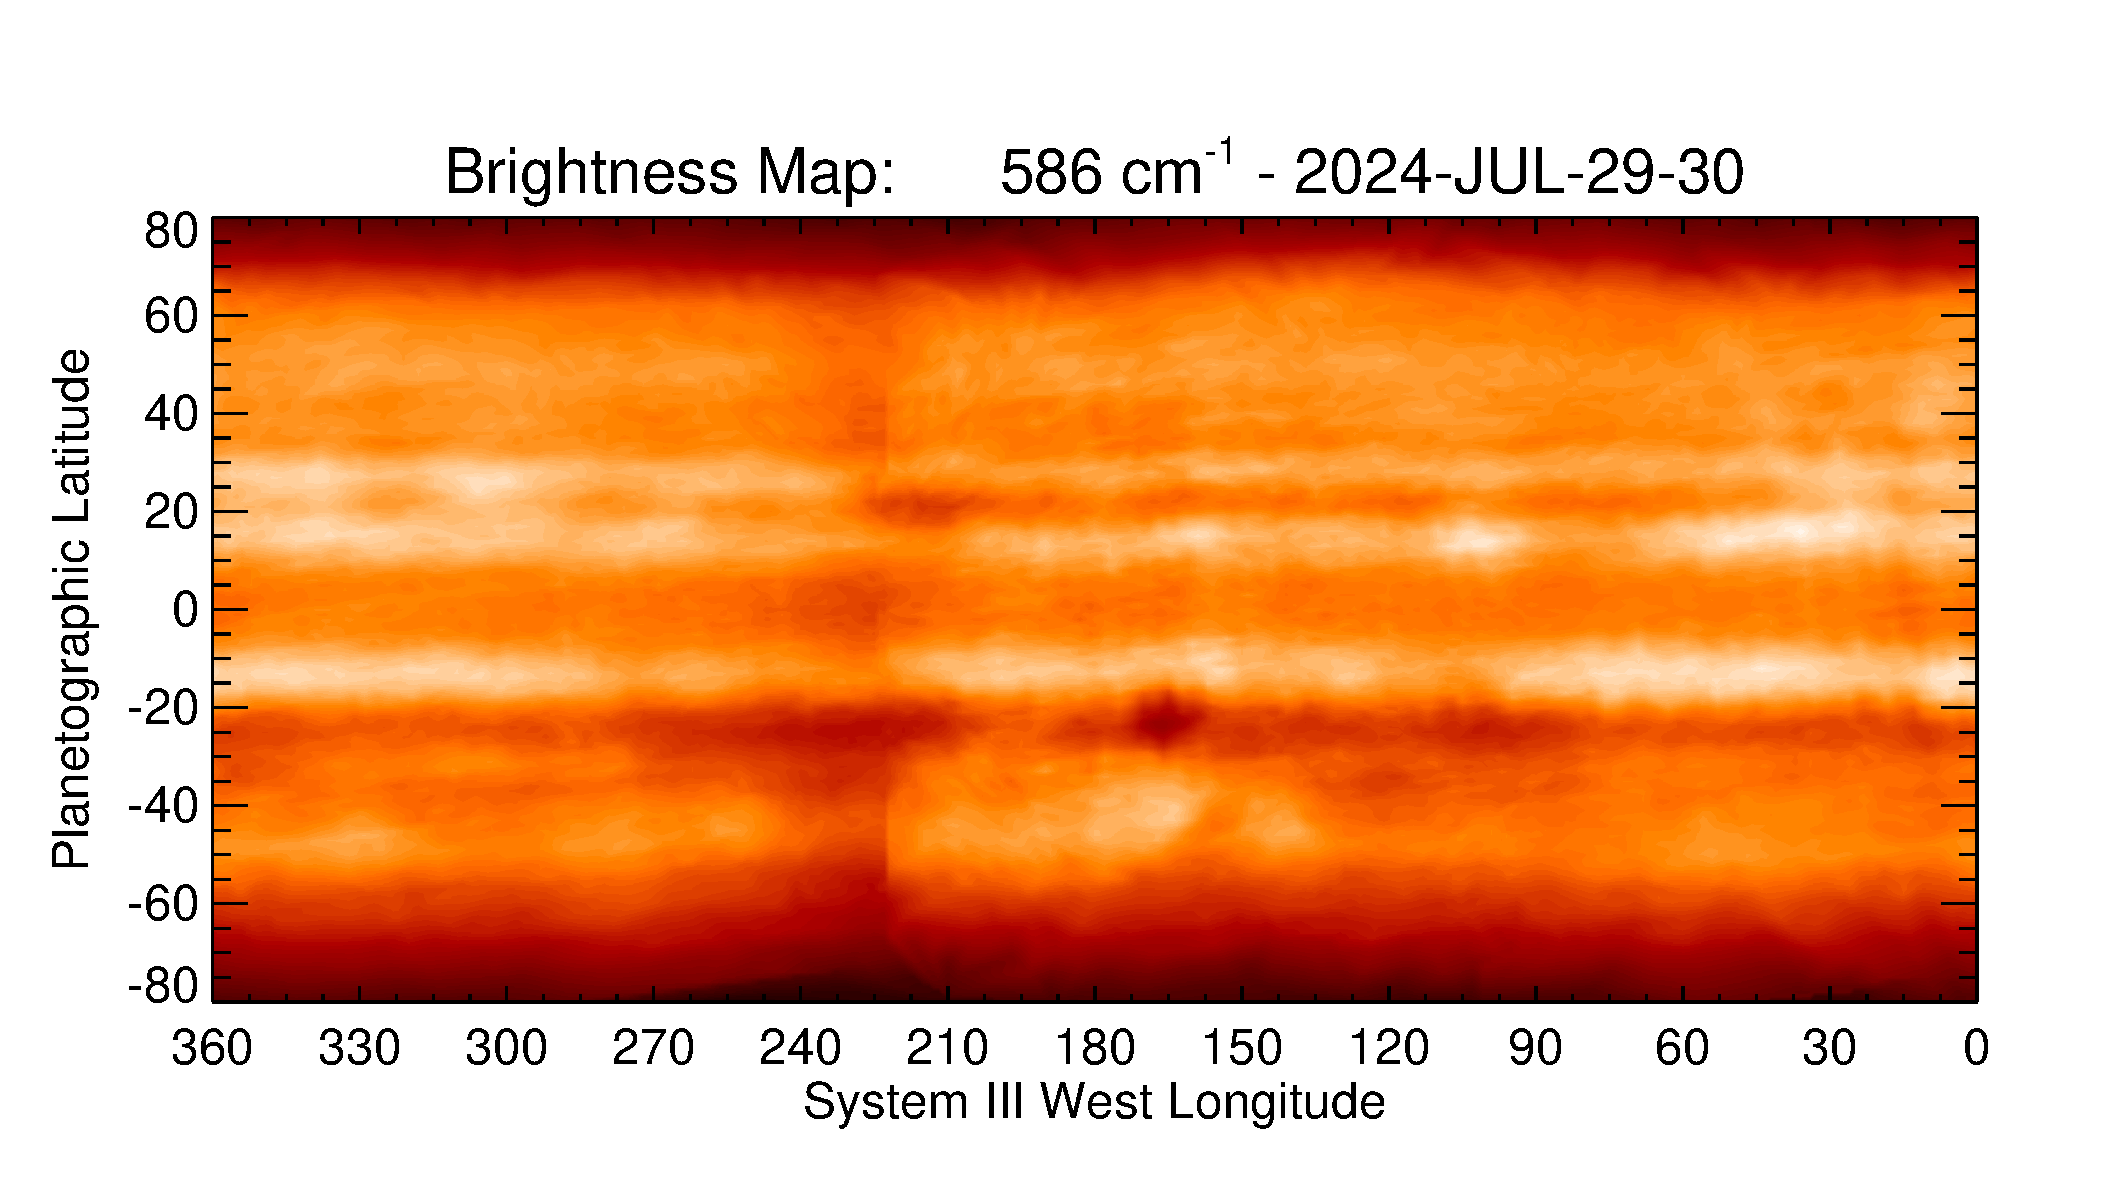 Brightness Map: 586 cm⁻¹ - 2024-JUL-29-30
80
60
40
20
0
-20
-40
-60
-80
Planetographic Latitude
360 330 300 270 240 210 180 150 120 90 60 30 0
System III West Longitude